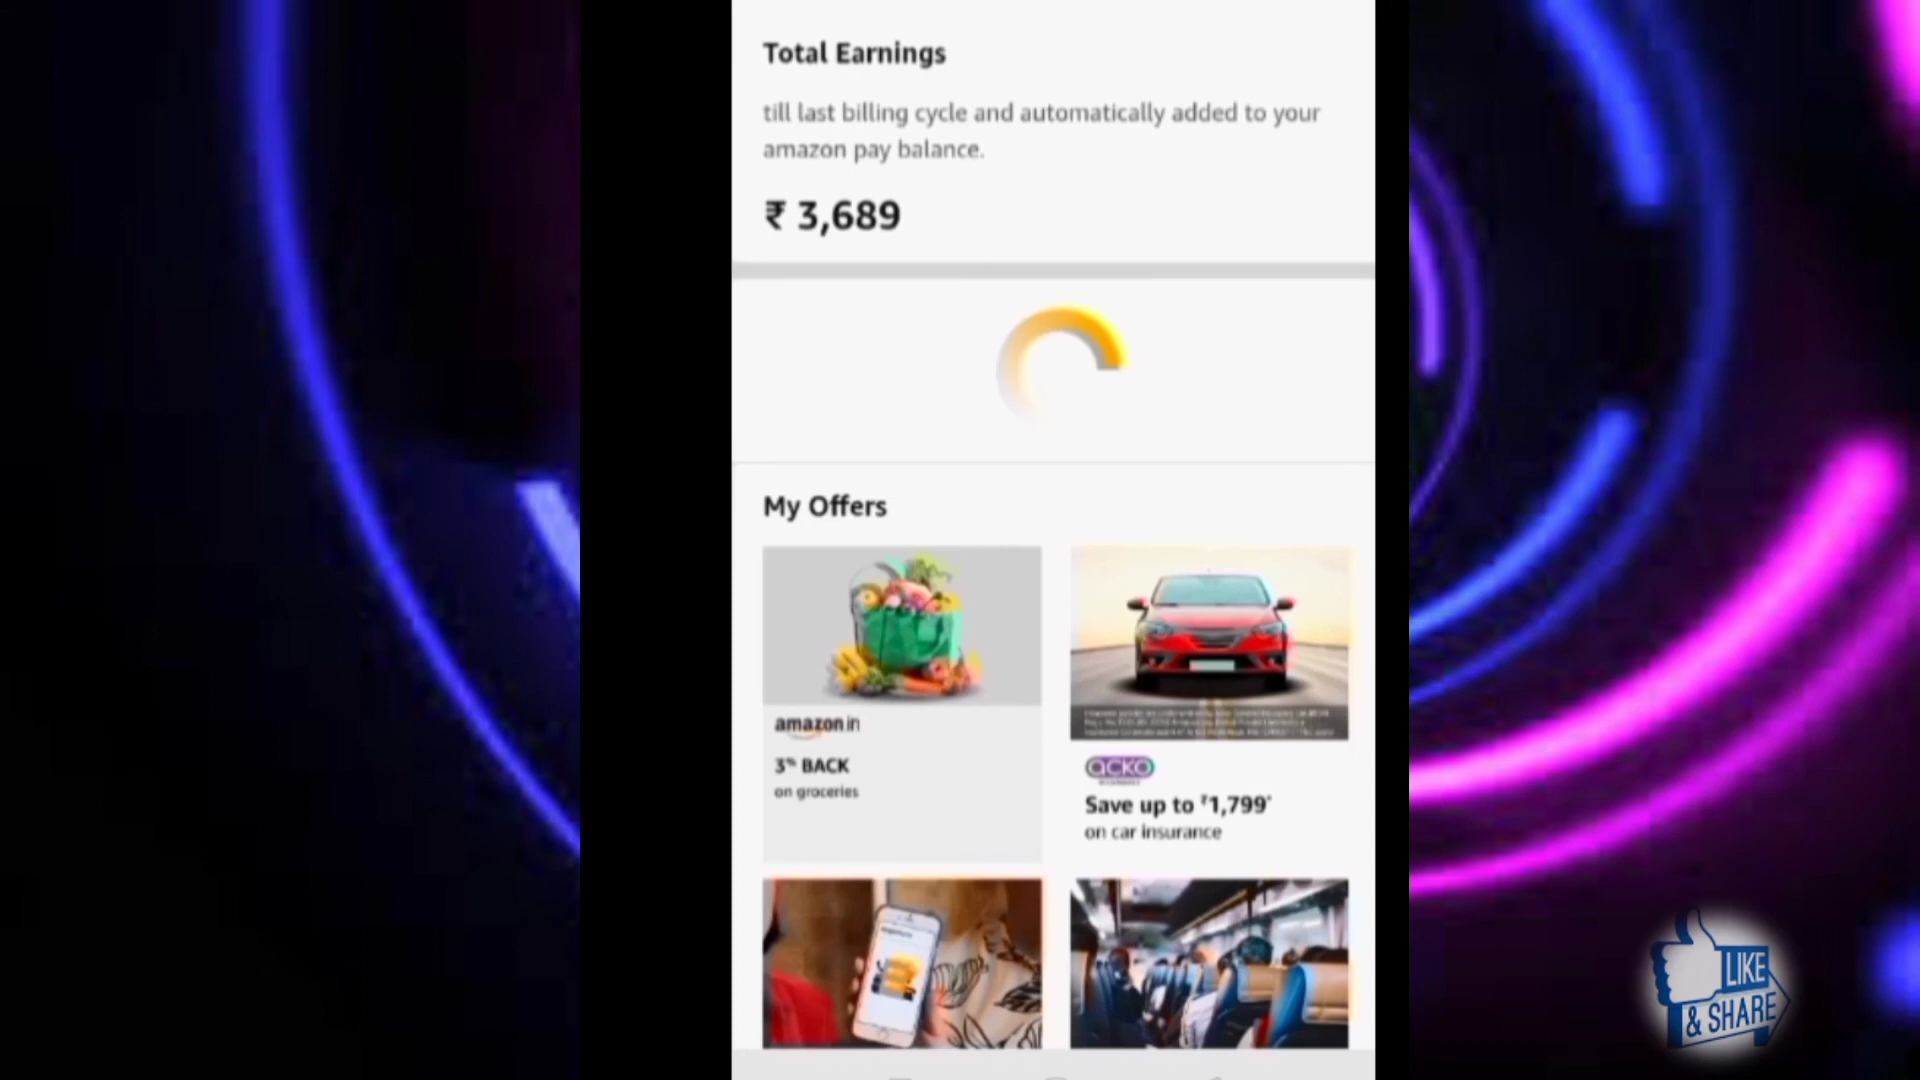 Total Earnings
till last billing cycle and automatically added to your
amazon pay balance.
₹ 3,689
My Offers
amazon.in
3% BACK
on groceries
acko
Save up to ₹1,799*
on car insurance
LIKE
& SHARE